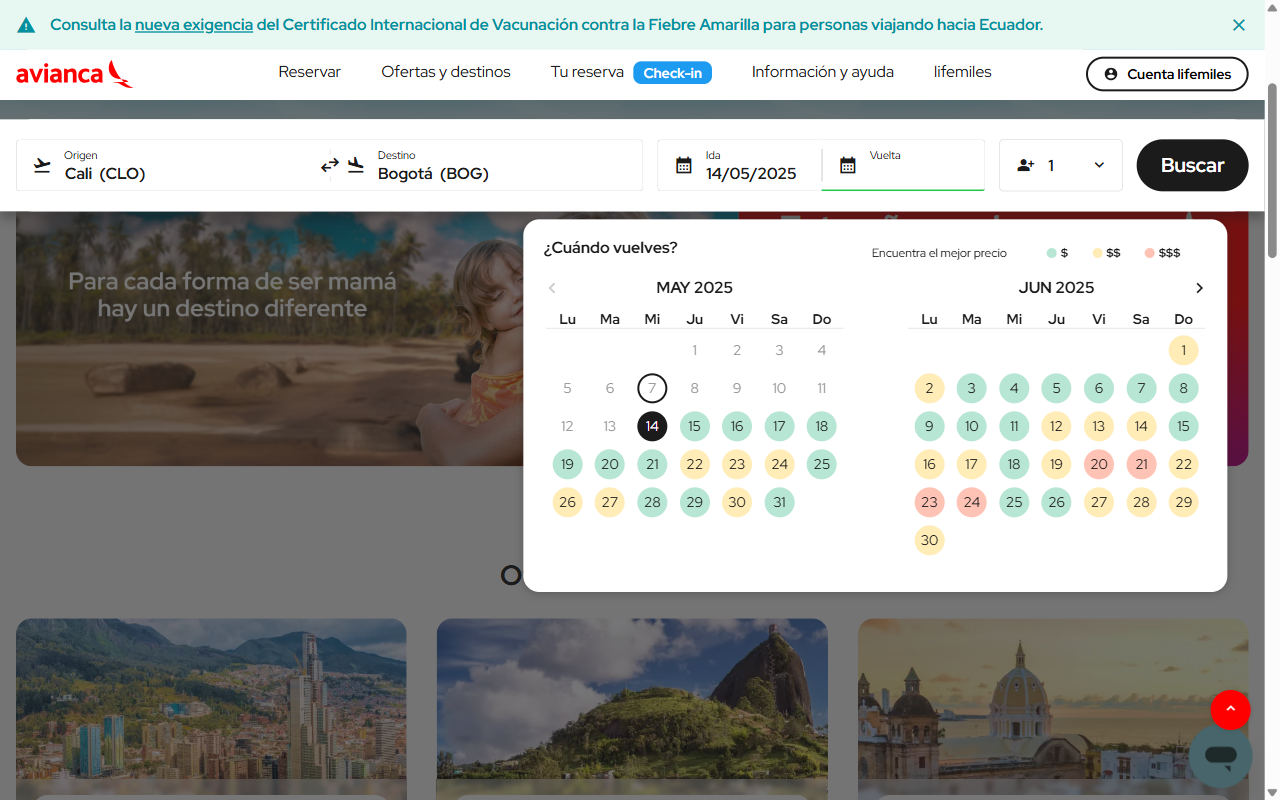 Consulta la nueva exigencia del Certificado Internacional de Vacunación contra la Fiebre Amarilla para personas viajando hacia Ecuador.
avianca
Reservar Ofertas y destinos Tu reserva Check-in Información y ayuda lifemiles Cuenta lifemiles
Origen Destino Ida Vuelta
Cali (CLO) Bogotá (BOG) 14/05/2025 1 Buscar
Para cada forma de ser mamá
hay un destino diferente
¿Cuándo vuelves? Encuentra el mejor precio $ $$ $$$
MAY 2025 JUN 2025
Lu Ma Mi Ju Vi Sa Do Lu Ma Mi Ju Vi Sa Do
1 2 3 4 1
5 6 7 8 9 10 11 2 3 4 5 6 7 8
12 13 14 15 16 17 18 9 10 11 12 13 14 15
19 20 21 22 23 24 25 16 17 18 19 20 21 22
26 27 28 29 30 31 23 24 25 26 27 28 29
30